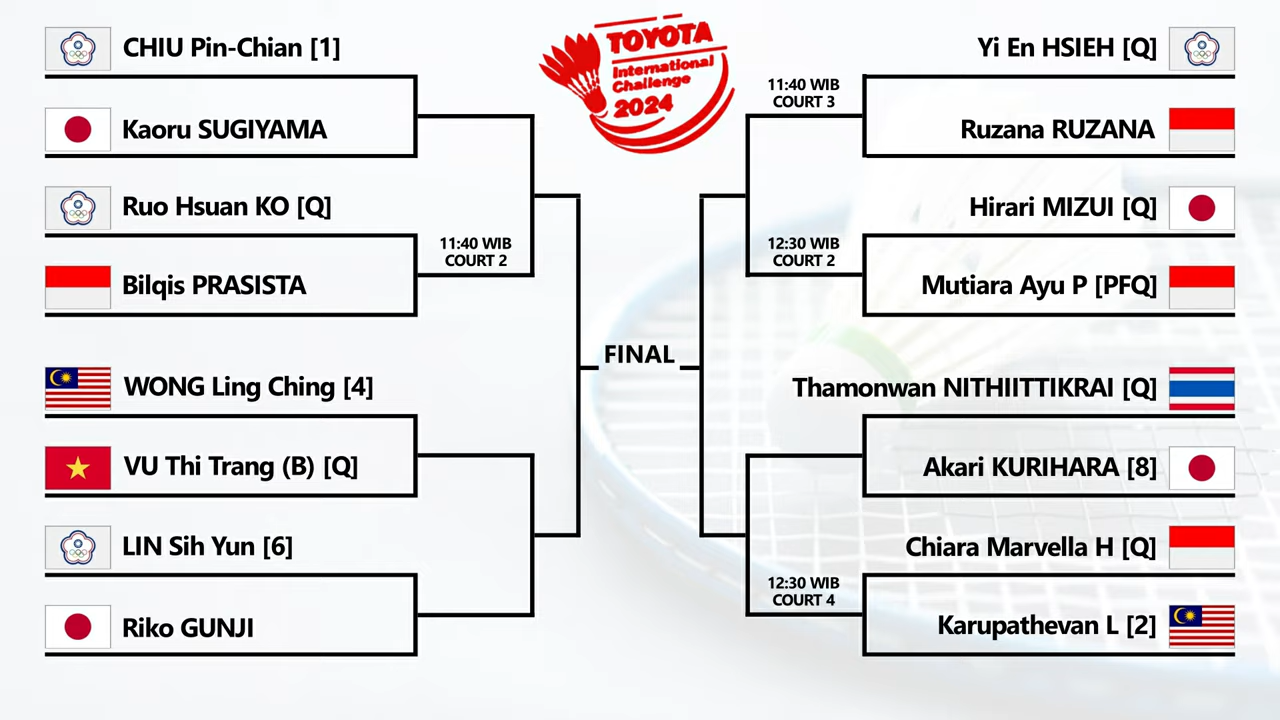 CHIU Pin-Chian [1]
Kaoru SUGIYAMA
Ruo Hsuan KO [Q]
11:40 WIB
COURT 2
Bilqis PRASISTA
WONG Ling Ching [4]
VU Thi Trang (B) [Q]
LIN Sih Yun [6]
Riko GUNJI
TOYOTA
International
Challenge
2024
FINAL
Yi En HSIEH [Q]
11:40 WIB
COURT 3
Ruzana RUZANA
Hirari MIZUI [Q]
12:30 WIB
COURT 2
Mutiara Ayu P [PFQ]
Thamonwan NITHIITTIKRAI [Q]
Akari KURIHARA [8]
Chiara Marvella H [Q]
12:30 WIB
COURT 4
Karupathevan L [2]